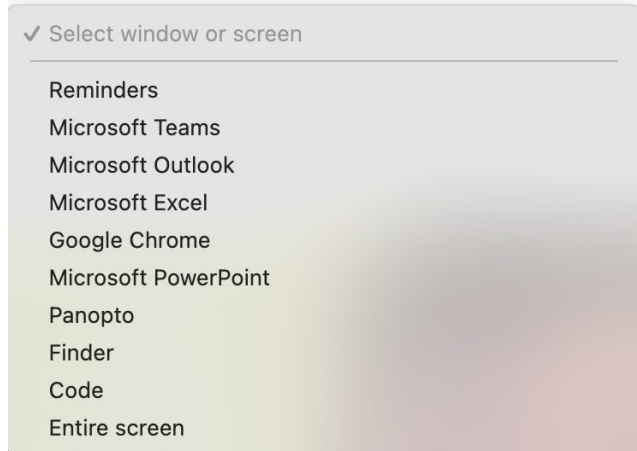 Select window or screen
Reminders
Microsoft Teams
Microsoft Outlook
Microsoft Excel
Google Chrome
Microsoft PowerPoint
Panopto
Finder
Code
Entire screen